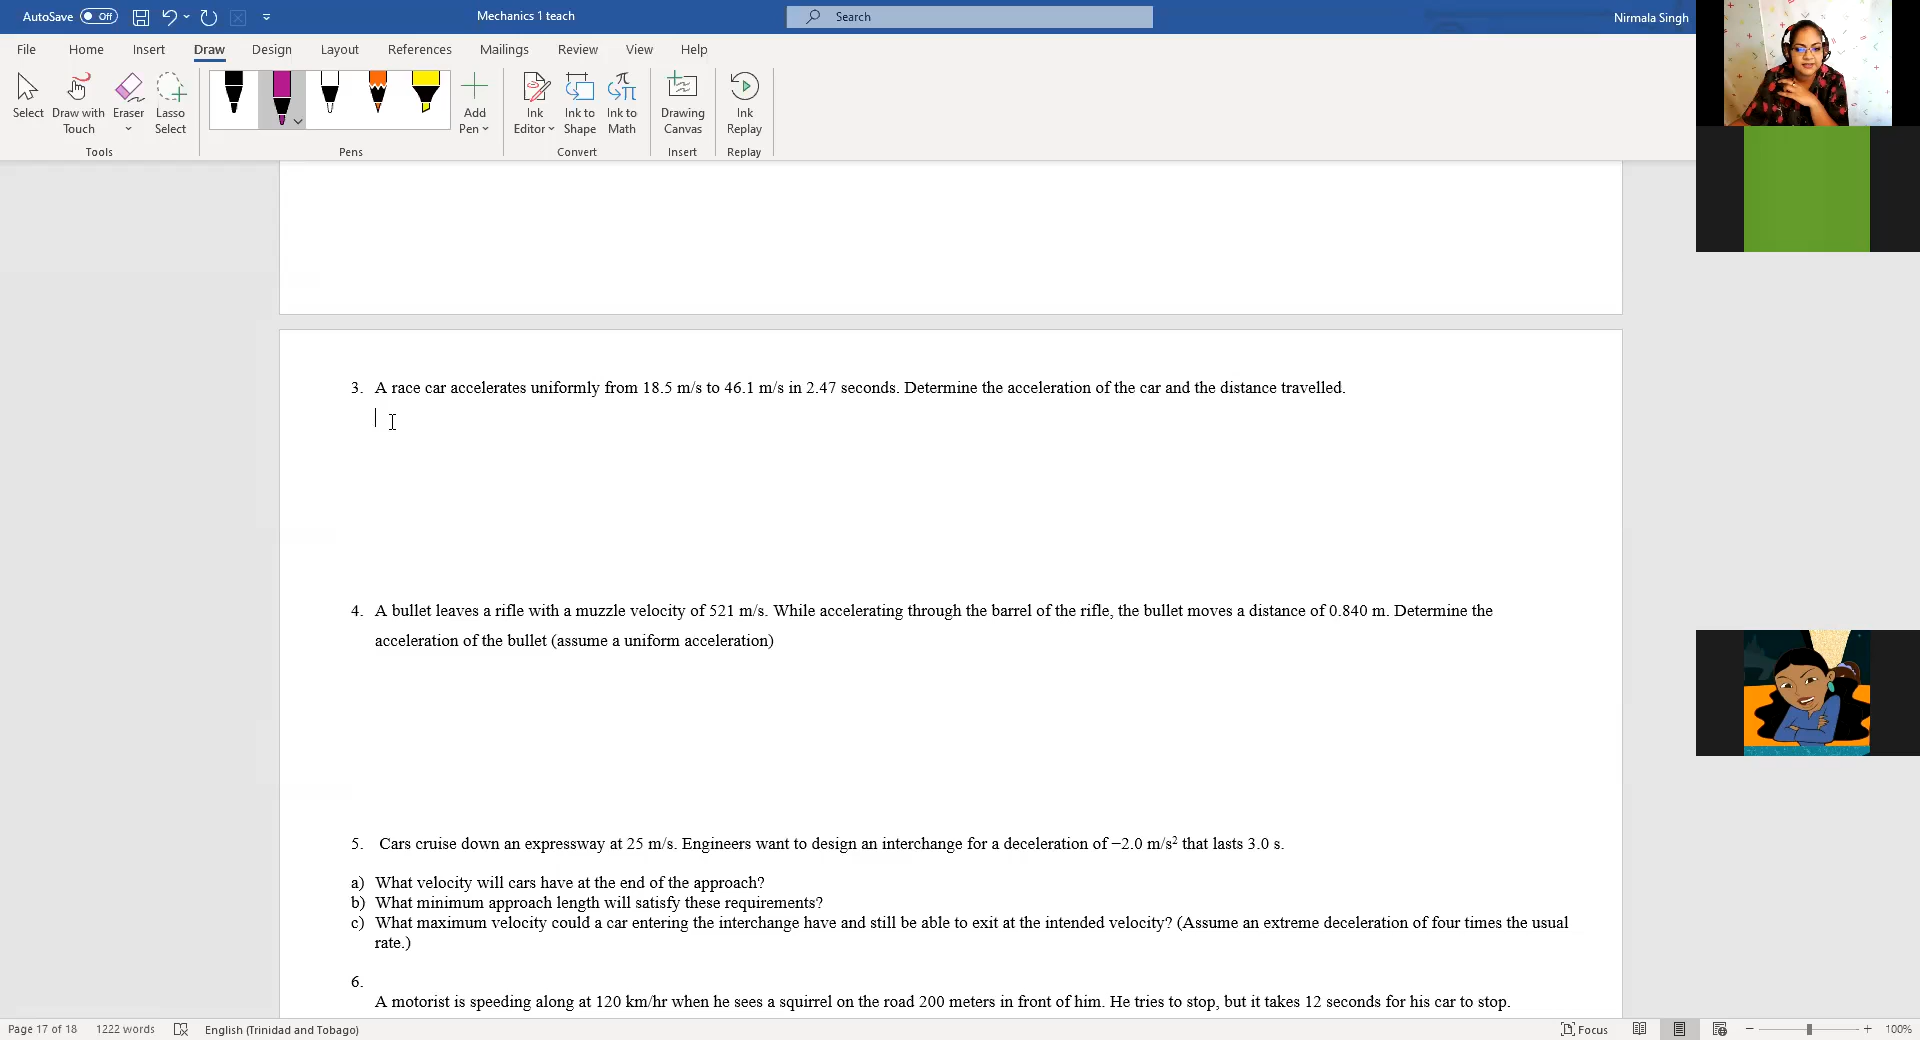 AutoSave Off
Mechanics 1 teach
Search
Nirmala Singh
File Home Insert Draw Design Layout References Mailings Review View Help
Select
Draw with Touch
Eraser
Lasso Select
Add Pen
Ink Editor
Ink to Shape
Ink to Math
Drawing Canvas
Ink Replay
Tools
Pens
Convert
Insert
Replay
3. A race car accelerates uniformly from 18.5 m/s to 46.1 m/s in 2.47 seconds. Determine the acceleration of the car and the distance travelled.
4. A bullet leaves a rifle with a muzzle velocity of 521 m/s. While accelerating through the barrel of the rifle, the bullet moves a distance of 0.840 m. Determine the
acceleration of the bullet (assume a uniform acceleration)
5. Cars cruise down an expressway at 25 m/s. Engineers want to design an interchange for a deceleration of −2.0 m/s² that lasts 3.0 s.
a) What velocity will cars have at the end of the approach?
b) What minimum approach length will satisfy these requirements?
c) What maximum velocity could a car entering the interchange have and still be able to exit at the intended velocity? (Assume an extreme deceleration of four times the usual
rate.)
6.
A motorist is speeding along at 120 km/hr when he sees a squirrel on the road 200 meters in front of him. He tries to stop, but it takes 12 seconds for his car to stop.
Page 17 of 18 1222 words English (Trinidad and Tobago) Focus 100%